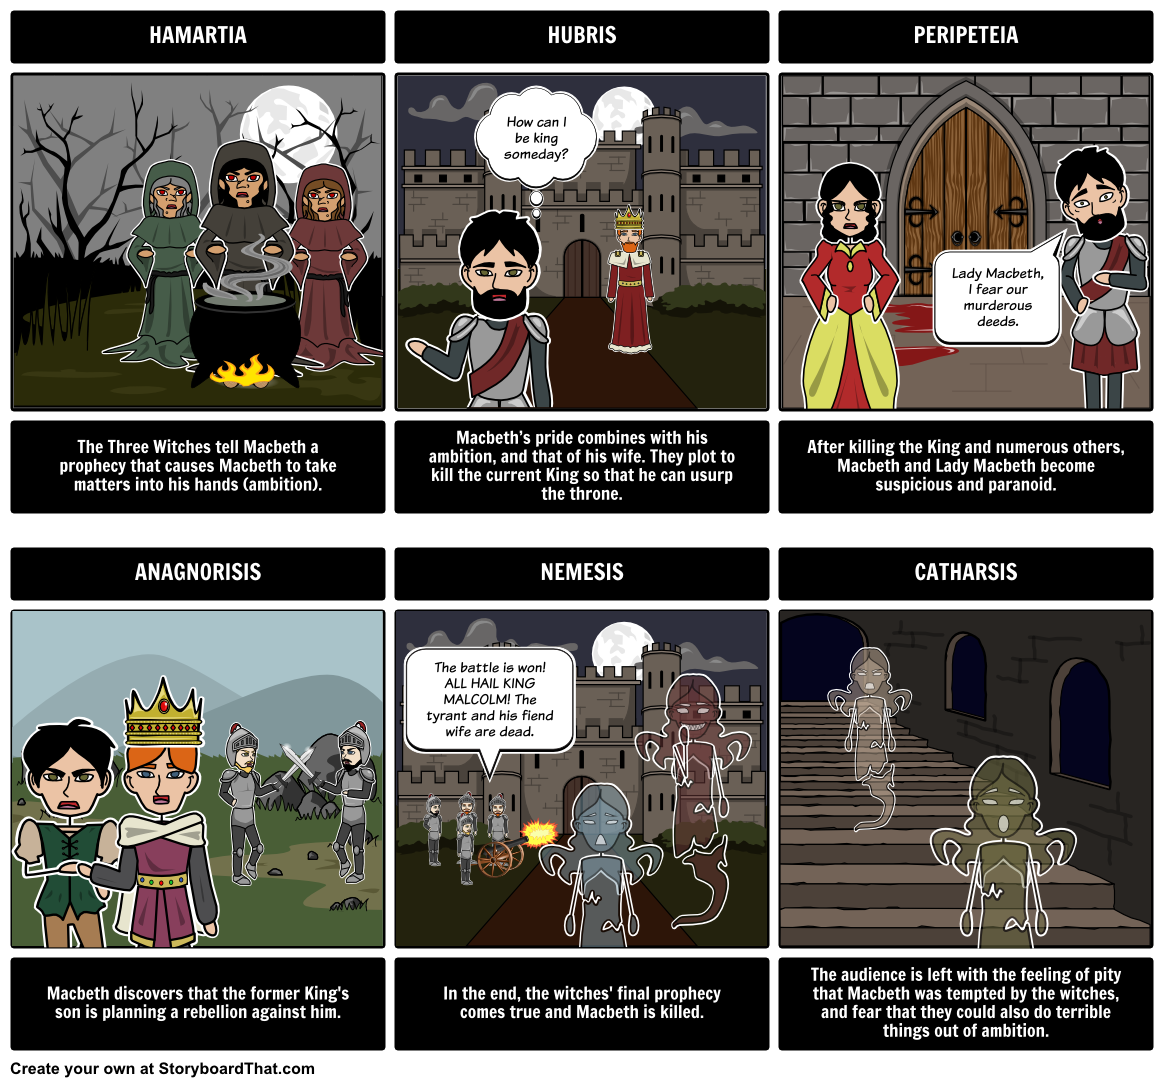 HAMARTIA
HUBRIS
PERIPETEIA
How can I
be king
someday?
Lady Macbeth,
I fear our
murderous
deeds.
The Three Witches tell Macbeth a
prophecy that causes Macbeth to take
matters into his hands (ambition).
Macbeth's pride combines with his
ambition, and that of his wife. They plot to
kill the current King so that he can usurp
the throne.
After killing the King and numerous others,
Macbeth and Lady Macbeth become
suspicious and paranoid.
ANAGNORISIS
NEMESIS
CATHARSIS
The battle is won!
ALL HAIL KING
MALCOLM! The
tyrant and his fiend
wife are dead.
Macbeth discovers that the former King's
son is planning a rebellion against him.
In the end, the witches' final prophecy
comes true and Macbeth is killed.
The audience is left with the feeling of pity
that Macbeth was tempted by the witches,
and fear that they could also do terrible
things out of ambition.
Create your own at StoryboardThat.com